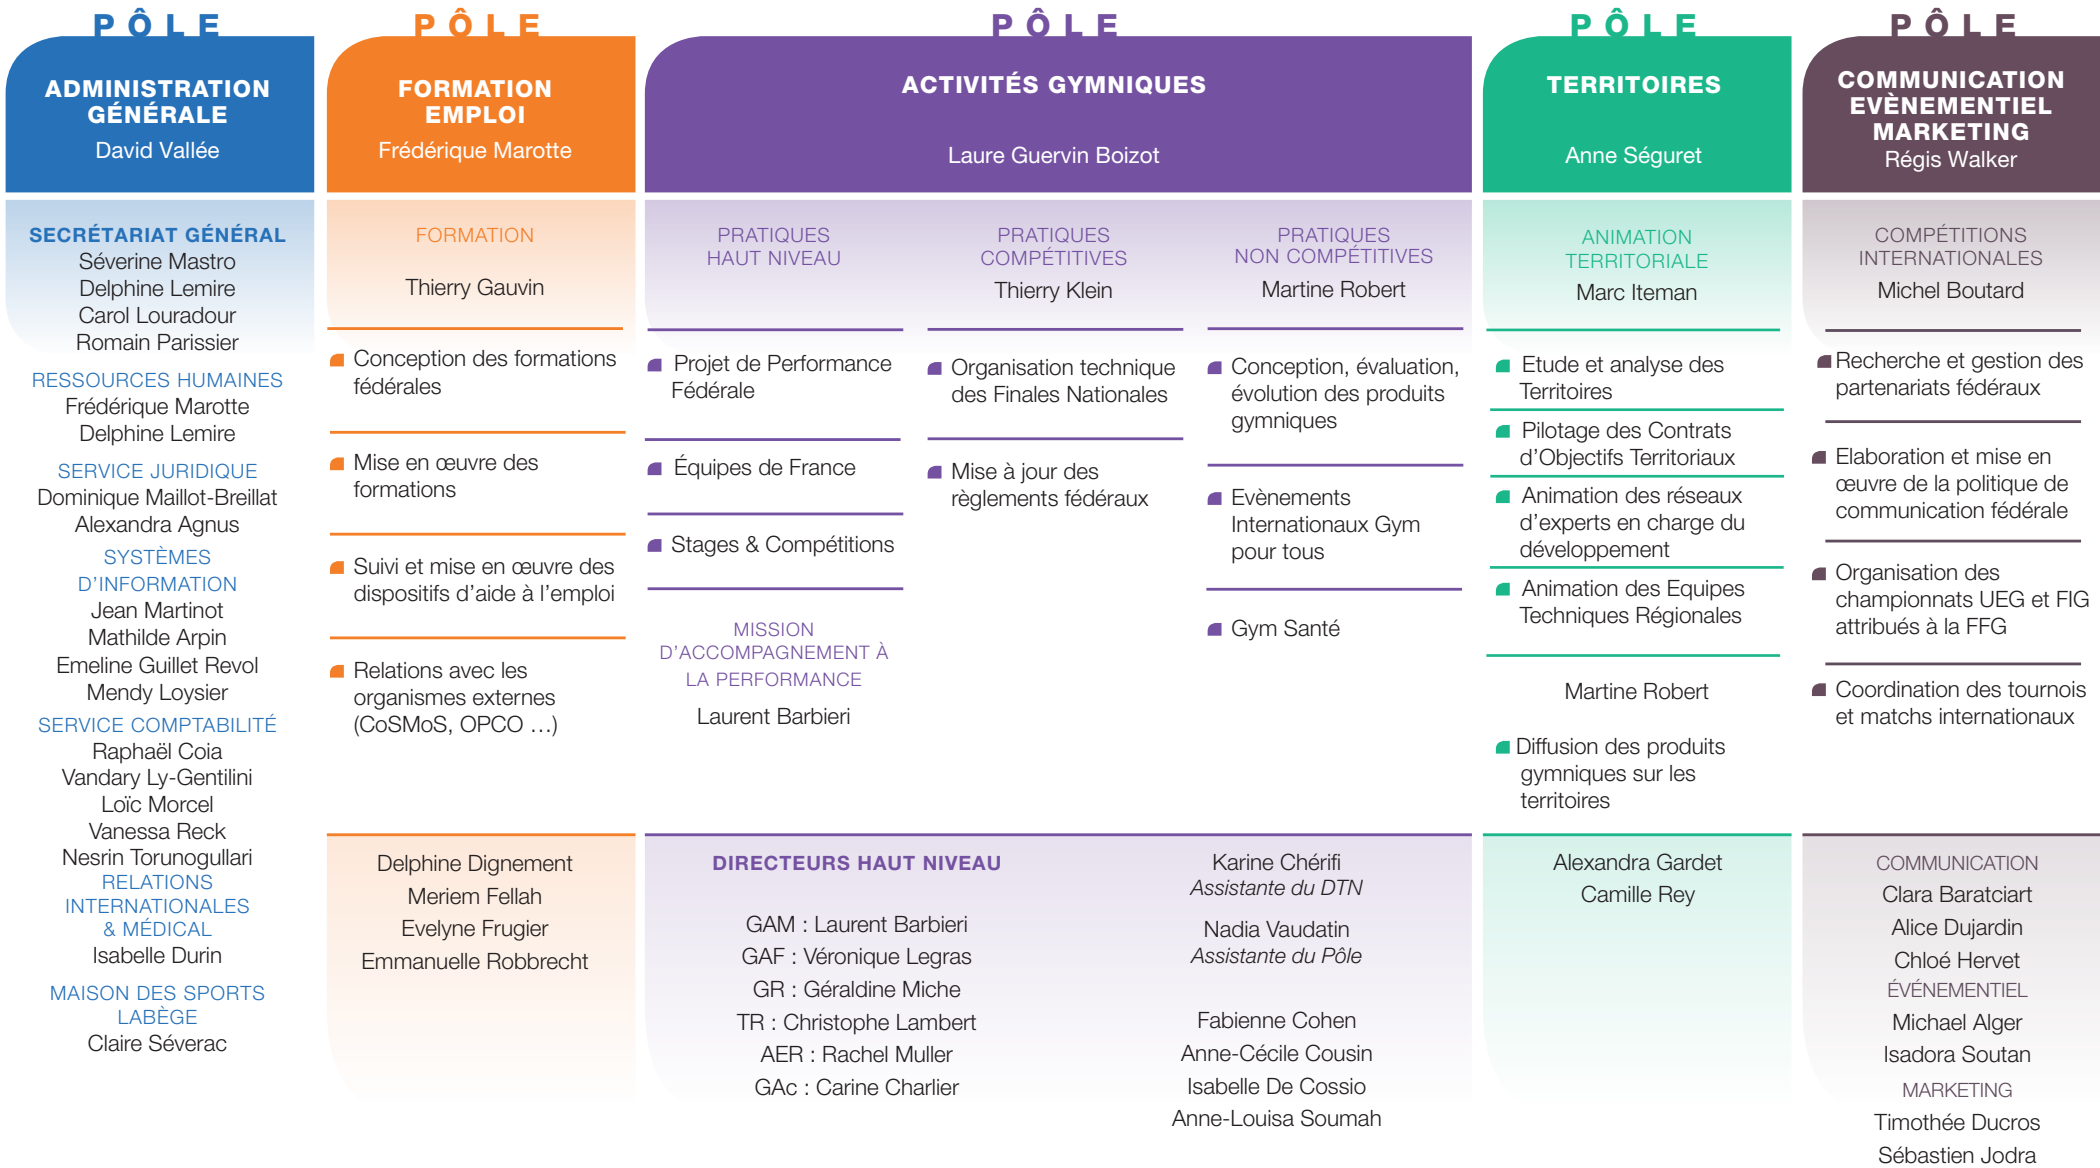 PÔLE
ADMINISTRATION
GÉNÉRALE
David Vallée
SECRÉTARIAT GÉNÉRAL
Séverine Mastro
Delphine Lemire
Carol Louradour
Romain Parissier
RESSOURCES HUMAINES
Frédérique Marotte
Delphine Lemire
SERVICE JURIDIQUE
Dominique Maillot-Breillat
Alexandra Agnus
SYSTÈMES
D'INFORMATION
Jean Martinot
Mathilde Arpin
Emeline Guillet Revol
Mendy Loysier
SERVICE COMPTABILITÉ
Raphaël Coia
Vandary Ly-Gentilini
Loïc Morcel
Vanessa Reck
Nesrin Torunogullari
RELATIONS
INTERNATIONALES
& MÉDICAL
Isabelle Durin
MAISON DES SPORTS
LABÈGE
Claire Séverac
PÔLE
FORMATION
EMPLOI
Frédérique Marotte
FORMATION
Thierry Gauvin
Conception des formations
fédérales
Mise en œuvre des
formations
Suivi et mise en œuvre des
dispositifs d'aide à l'emploi
Relations avec les
organismes externes
(CoSMoS, OPCO …)
Delphine Dignement
Meriem Fellah
Evelyne Frugier
Emmanuelle Robbrecht
PÔLE
ACTIVITÉS GYMNIQUES
Laure Guervin Boizot
PRATIQUES
HAUT NIVEAU
Projet de Performance
Fédérale
Équipes de France
Stages & Compétitions
MISSION
D'ACCOMPAGNEMENT À
LA PERFORMANCE
Laurent Barbieri
PRATIQUES
COMPÉTITIVES
Thierry Klein
Organisation technique
des Finales Nationales
Mise à jour des
règlements fédéraux
PRATIQUES
NON COMPÉTITIVES
Martine Robert
Conception, évaluation,
évolution des produits
gymniques
Evènements
Internationaux Gym
pour tous
Gym Santé
DIRECTEURS HAUT NIVEAU
GAM : Laurent Barbieri
GAF : Véronique Legras
GR : Géraldine Miche
TR : Christophe Lambert
AER : Rachel Muller
GAc : Carine Charlier
Karine Chérifi
Assistante du DTN
Nadia Vaudatin
Assistante du Pôle
Fabienne Cohen
Anne-Cécile Cousin
Isabelle De Cossio
Anne-Louisa Soumah
PÔLE
TERRITOIRES
Anne Séguret
ANIMATION
TERRITORIALE
Marc Iteman
Etude et analyse des
Territoires
Pilotage des Contrats
d'Objectifs Territoriaux
Animation des réseaux
d'experts en charge du
développement
Animation des Equipes
Techniques Régionales
Martine Robert
Diffusion des produits
gymniques sur les
territoires
Alexandra Gardet
Camille Rey
PÔLE
COMMUNICATION
EVÈNEMENTIEL
MARKETING
Régis Walker
COMPÉTITIONS
INTERNATIONALES
Michel Boutard
Recherche et gestion des
partenariats fédéraux
Elaboration et mise en
œuvre de la politique de
communication fédérale
Organisation des
championnats UEG et FIG
attribués à la FFG
Coordination des tournois
et matchs internationaux
COMMUNICATION
Clara Baratciart
Alice Dujardin
Chloé Hervet
ÉVÉNEMENTIEL
Michael Alger
Isadora Soutan
MARKETING
Timothée Ducros
Sébastien Jodra